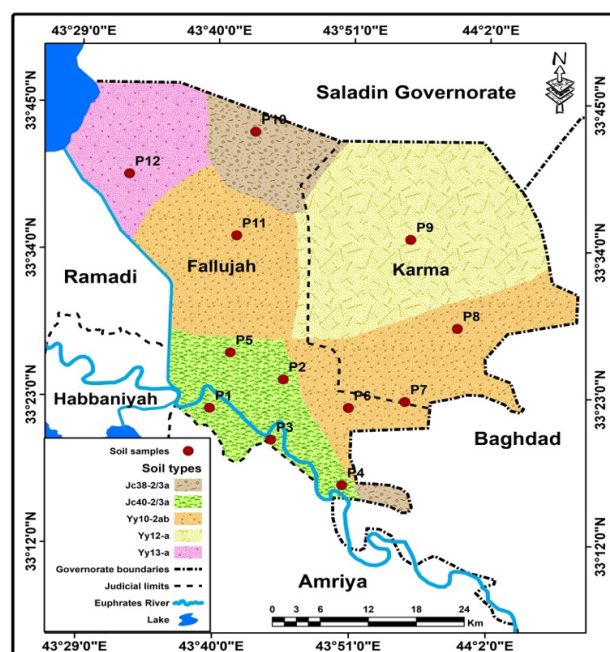 43°29'0"E 43°40'0"E 43°51'0"E 44°2'0"E
N
Saladin Governorate
33°45'0"N 33°45'0"N
P10
P12
P11 P9
33°34'0"N 33°34'0"N
Fallujah Karma
Ramadi
P8
P5
P2
Habbaniyah P1 P6 P7
33°23'0"N 33°23'0"N
P3 Baghdad
Soil samples
Soil types
P4
Jc38-2/3a
Jc40-2/3a
Yy10-2ab
33°12'0"N 33°12'0"N
Yy12-a
Yy13-a
Governorate boundaries
Amriya
Judicial limits
Euphrates River
0 3 6 12 18 24
Lake
Km
43°29'0"E 43°40'0"E 43°51'0"E 44°2'0"E